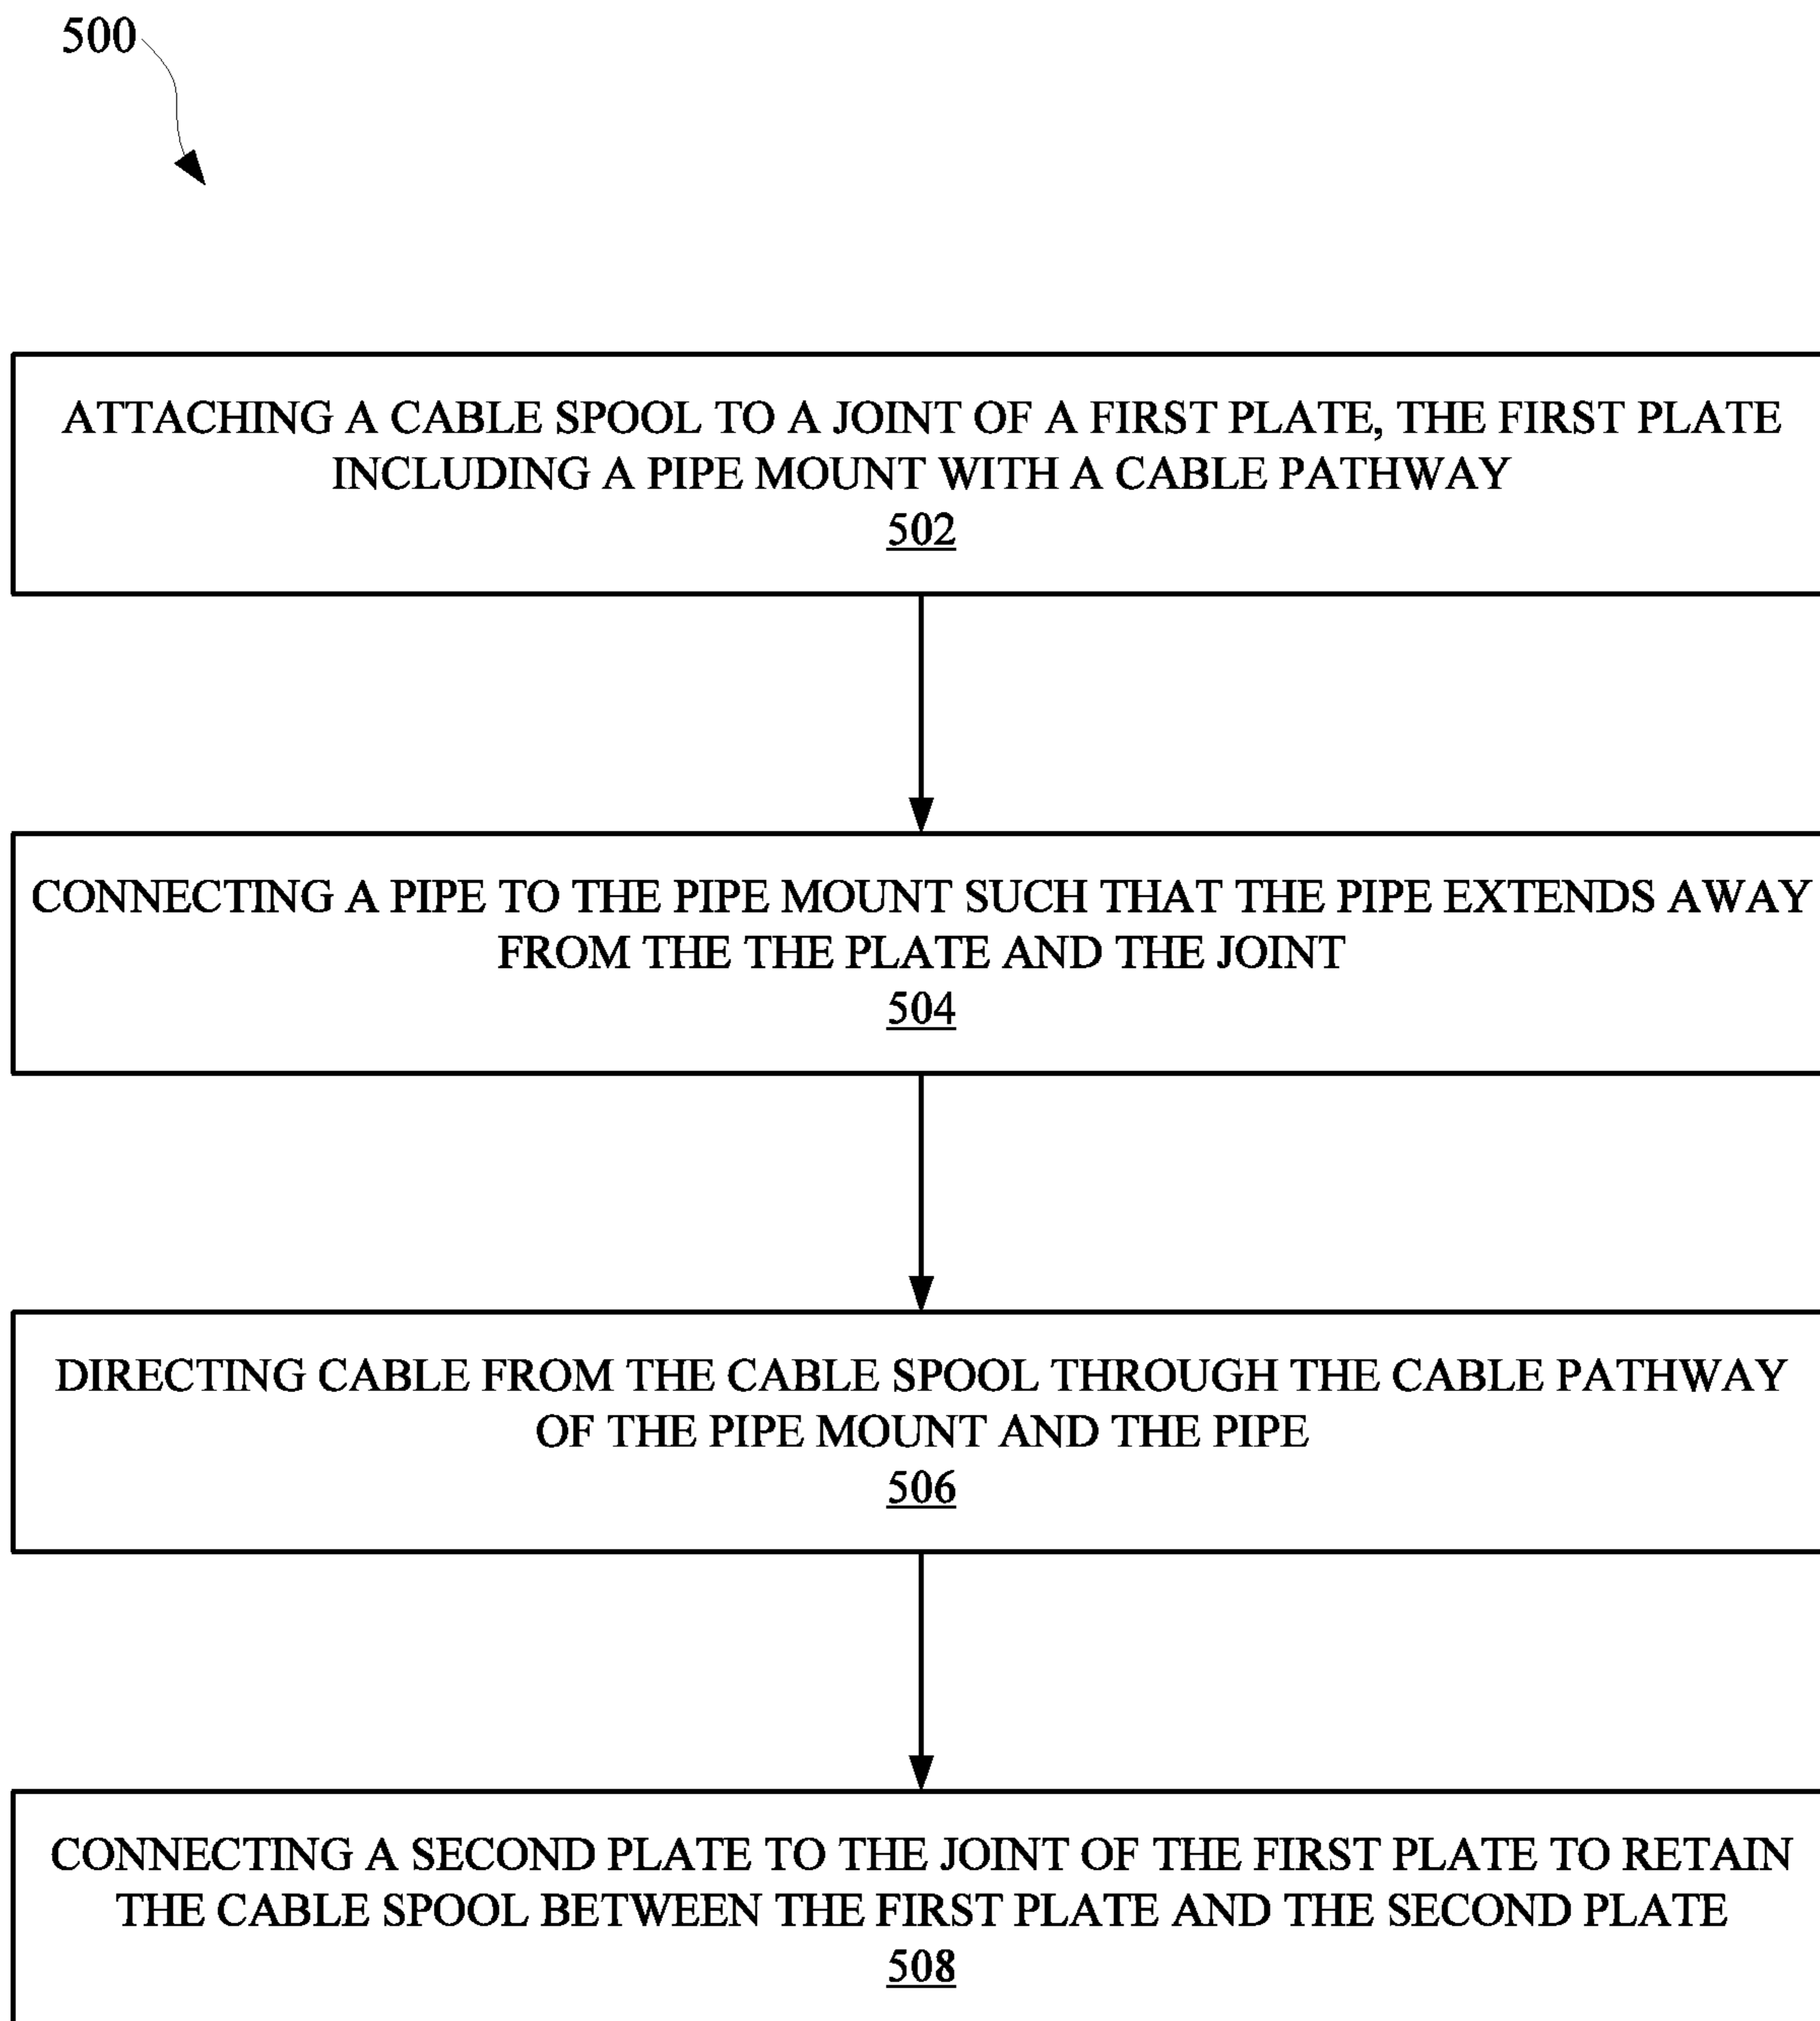 500
ATTACHING A CABLE SPOOL TO A JOINT OF A FIRST PLATE, THE FIRST PLATE
INCLUDING A PIPE MOUNT WITH A CABLE PATHWAY
502
CONNECTING A PIPE TO THE PIPE MOUNT SUCH THAT THE PIPE EXTENDS AWAY
FROM THE THE PLATE AND THE JOINT
504
DIRECTING CABLE FROM THE CABLE SPOOL THROUGH THE CABLE PATHWAY
OF THE PIPE MOUNT AND THE PIPE
506
CONNECTING A SECOND PLATE TO THE JOINT OF THE FIRST PLATE TO RETAIN
THE CABLE SPOOL BETWEEN THE FIRST PLATE AND THE SECOND PLATE
508